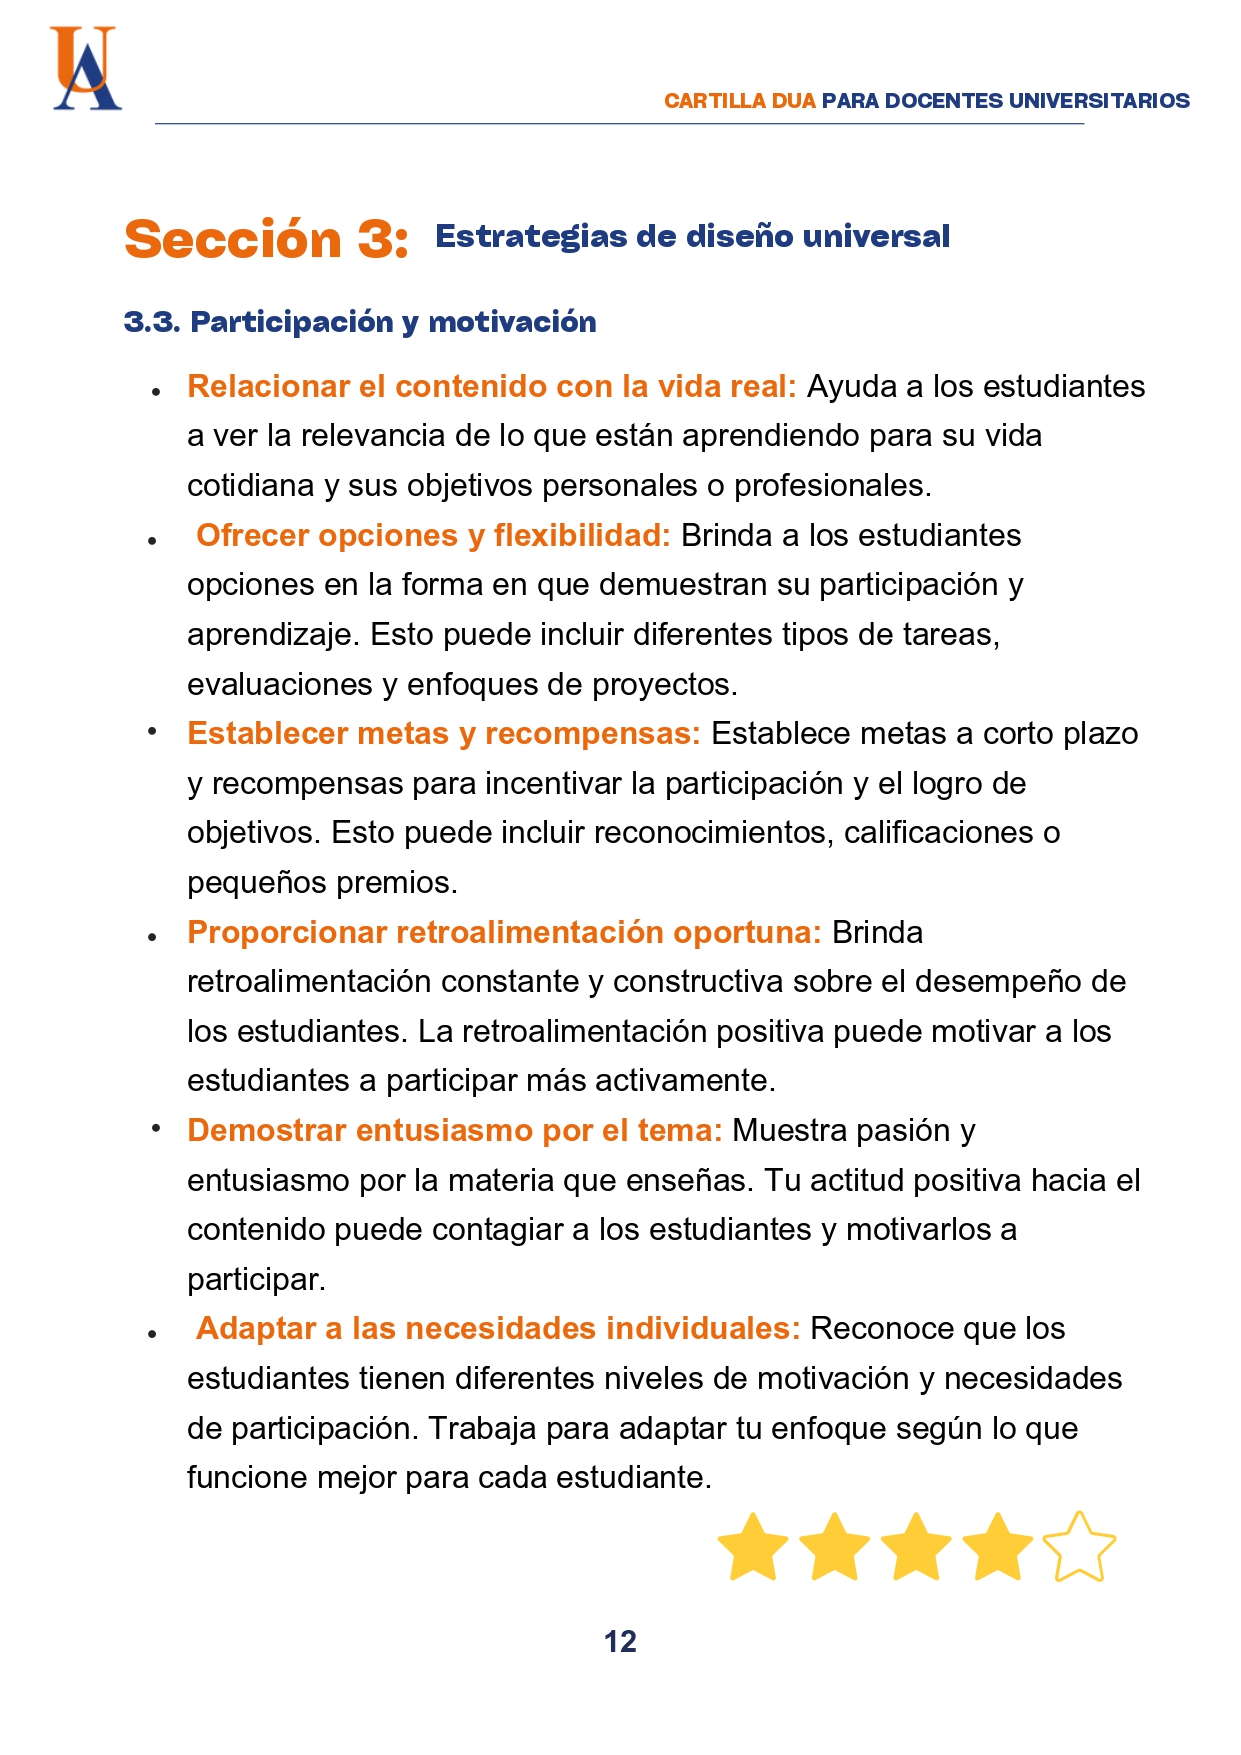 UA
CARTILLA DUA PARA DOCENTES UNIVERSITARIOS
Sección 3: Estrategias de diseño universal
3.3. Participación y motivación
• Relacionar el contenido con la vida real: Ayuda a los estudiantes
a ver la relevancia de lo que están aprendiendo para su vida
cotidiana y sus objetivos personales o profesionales.
• Ofrecer opciones y flexibilidad: Brinda a los estudiantes
opciones en la forma en que demuestran su participación y
aprendizaje. Esto puede incluir diferentes tipos de tareas,
evaluaciones y enfoques de proyectos.
• Establecer metas y recompensas: Establece metas a corto plazo
y recompensas para incentivar la participación y el logro de
objetivos. Esto puede incluir reconocimientos, calificaciones o
pequeños premios.
• Proporcionar retroalimentación oportuna: Brinda
retroalimentación constante y constructiva sobre el desempeño de
los estudiantes. La retroalimentación positiva puede motivar a los
estudiantes a participar más activamente.
• Demostrar entusiasmo por el tema: Muestra pasión y
entusiasmo por la materia que enseñas. Tu actitud positiva hacia el
contenido puede contagiar a los estudiantes y motivarlos a
participar.
• Adaptar a las necesidades individuales: Reconoce que los
estudiantes tienen diferentes niveles de motivación y necesidades
de participación. Trabaja para adaptar tu enfoque según lo que
funcione mejor para cada estudiante.
12